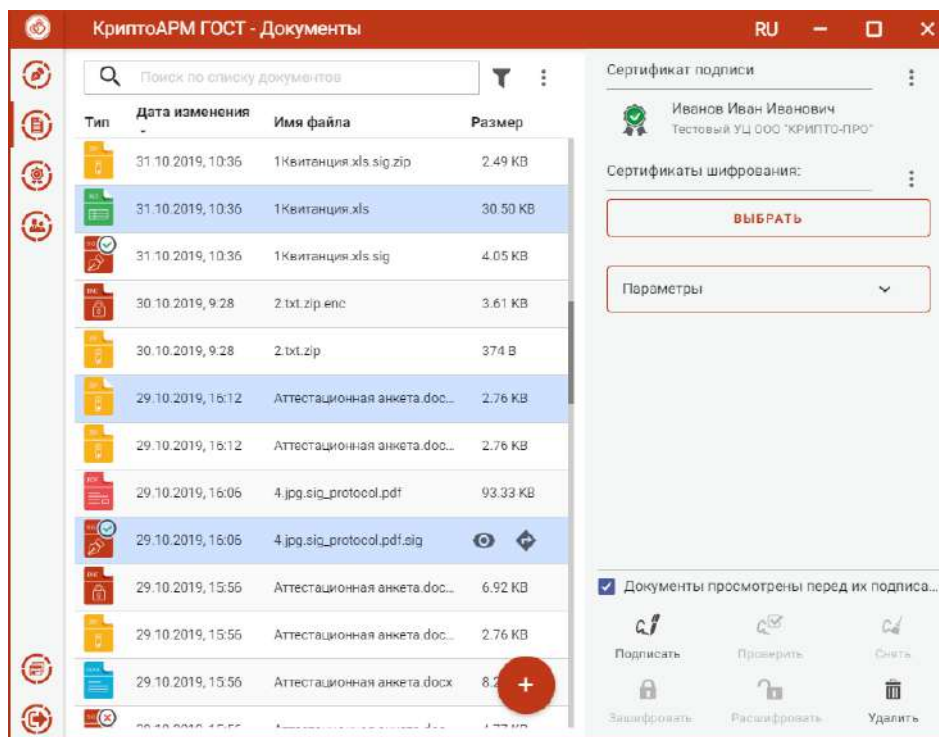 КриптоАРМ ГОСТ - Документы
RU
Поиск по списку документов
Тип Дата изменения Имя файла Размер
31.10.2019, 10:36 1Квитанция.xls.sig.zip 2.49 KB
31.10.2019, 10:36 1Квитанция.xls 30.50 KB
31.10.2019, 10:36 1Квитанция.xls.sig 4.05 KB
30.10.2019, 9:28 2.txt.zip.enc 3.61 KB
30.10.2019, 9:28 2.txt.zip 374 B
29.10.2019, 16:12 Аттестационная анкета.doc... 2.76 KB
29.10.2019, 16:12 Аттестационная анкета.doc... 2.76 KB
29.10.2019, 16:06 4.jpg.sig_protocol.pdf 93.33 KB
29.10.2019, 16:06 4.jpg.sig_protocol.pdf.sig
29.10.2019, 15:56 Аттестационная анкета.doc... 6.92 KB
29.10.2019, 15:56 Аттестационная анкета.doc... 2.76 KB
29.10.2019, 15:56 Аттестационная анкета.docx
Сертификат подписи
Иванов Иван Иванович
Тестовый УЦ ООО "КРИПТО-ПРО"
Сертификаты шифрования:
ВЫБРАТЬ
Параметры
Документы просмотрены перед их подписа...
Подписать Проверить Снять
Зашифровать Расшифровать Удалить